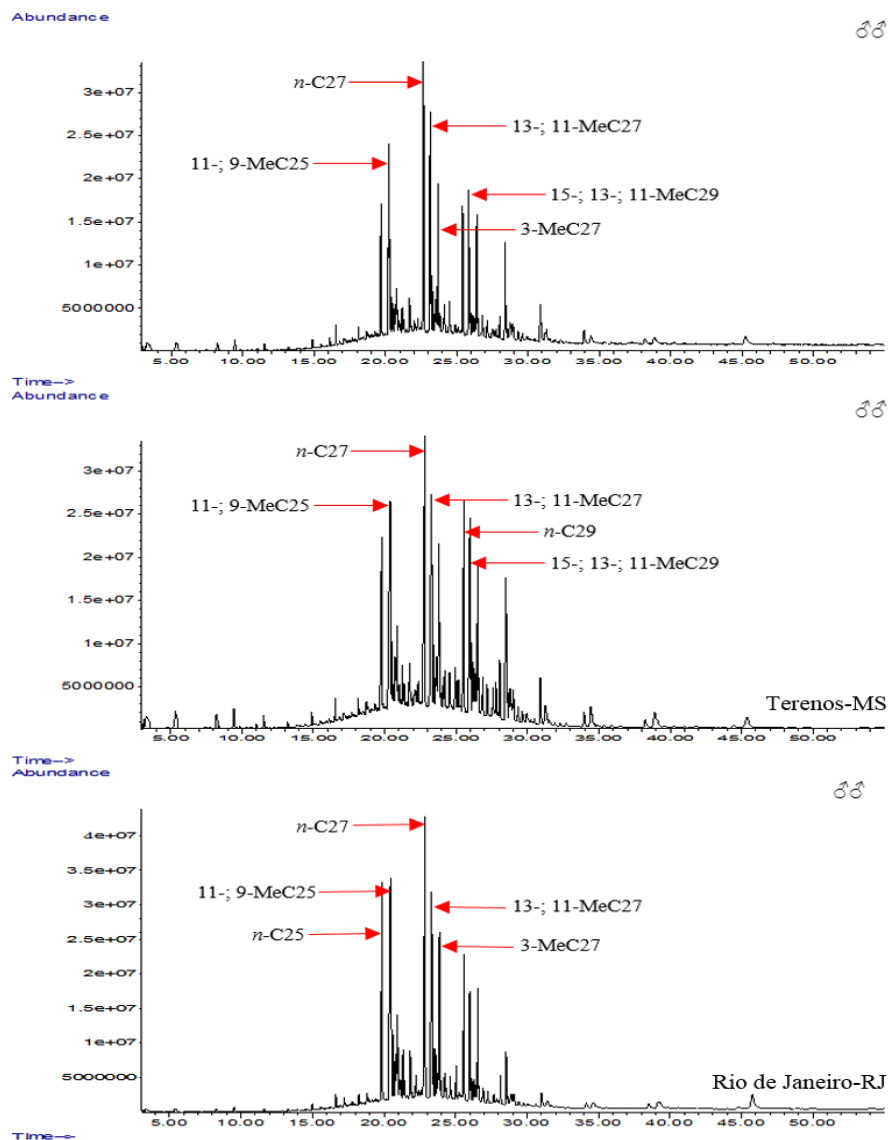 Abundance
♂♂
n-C27
3e+07
13-; 11-MeC27
2.5e+07
11-; 9-MeC25
2e+07
15-; 13-; 11-MeC29
1.5e+07
3-MeC27
1e+07
5000000
5.00 10.00 15.00 20.00 25.00 30.00 35.00 40.00 45.00 50.00
Time-->
Abundance
♂♂
n-C27
3e+07
11-; 9-MeC25
13-; 11-MeC27
2.5e+07
n-C29
2e+07
15-; 13-; 11-MeC29
1.5e+07
1e+07
5000000
Terenos-MS
5.00 10.00 15.00 20.00 25.00 30.00 35.00 40.00 45.00 50.00
Time-->
Abundance
♂♂
n-C27
4e+07
3.5e+07
11-; 9-MeC25
13-; 11-MeC27
3e+07
n-C25
3-MeC27
2.5e+07
2e+07
1.5e+07
1e+07
5000000
Rio de Janeiro-RJ
5.00 10.00 15.00 20.00 25.00 30.00 35.00 40.00 45.00 50.00